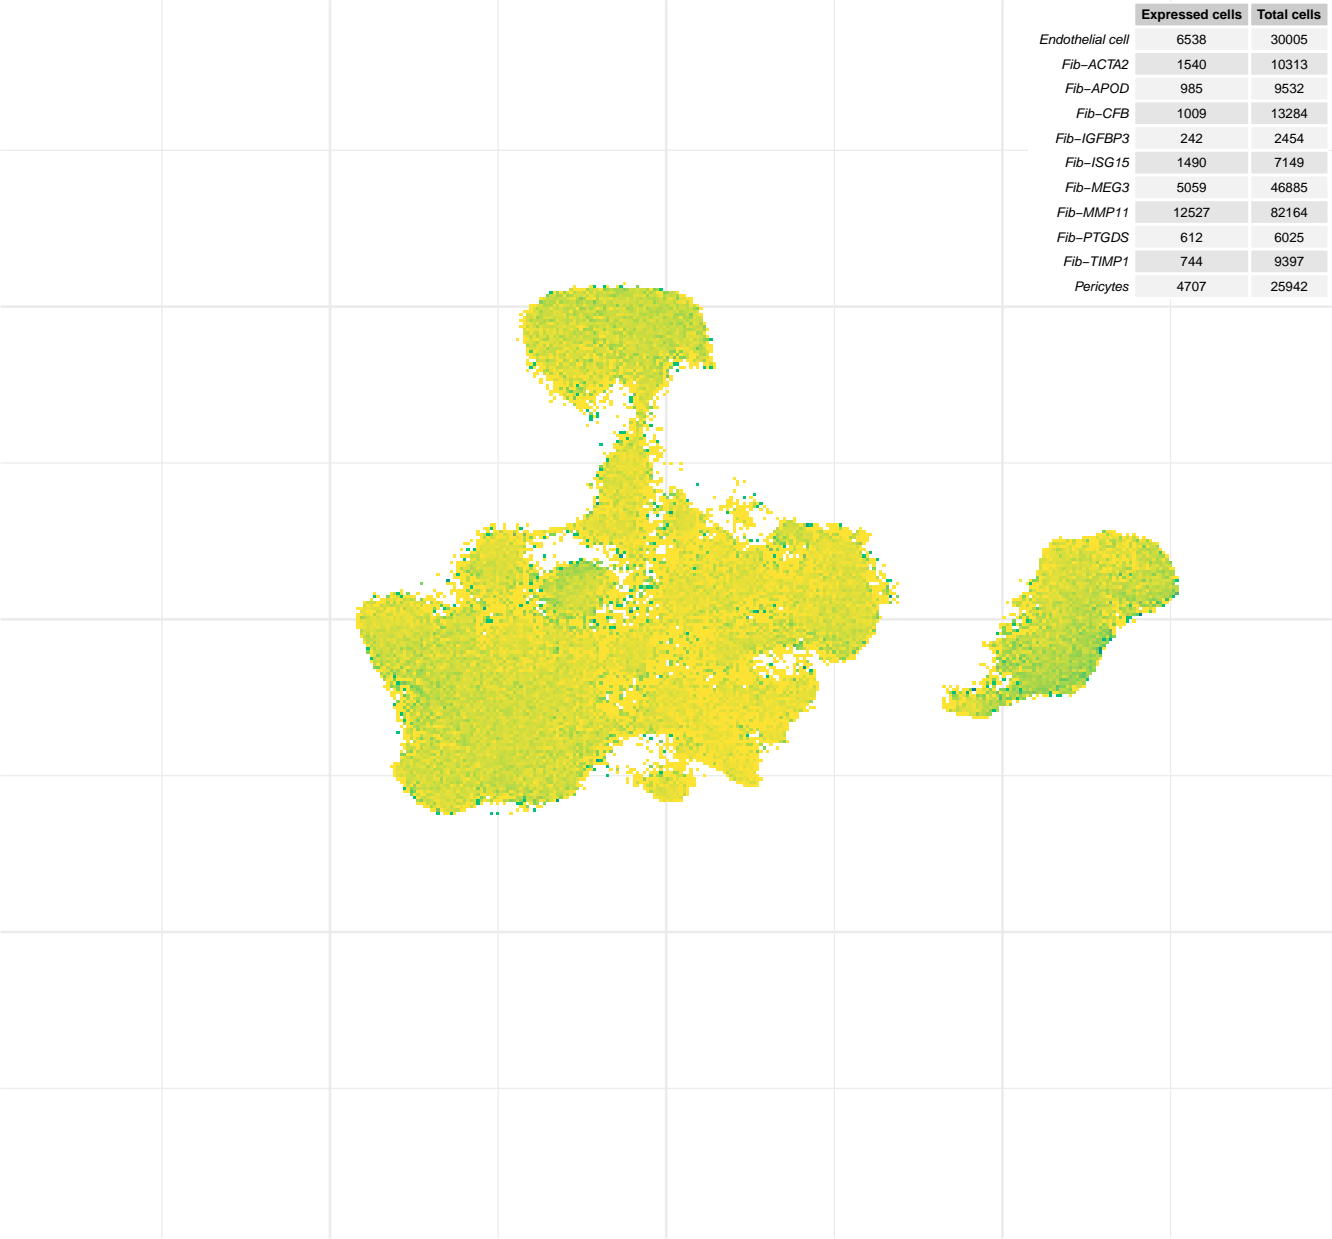 Expressed cells Total cells
Endothelial cell 6538 30005
Fib−ACTA2 1540 10313
Fib−APOD 985 9532
Fib−CFB 1009 13284
Fib−IGFBP3 242 2454
Fib−ISG15 1490 7149
Fib−MEG3 5059 46885
Fib−MMP11 12527 82164
Fib−PTGDS 612 6025
Fib−TIMP1 744 9397
Pericytes 4707 25942